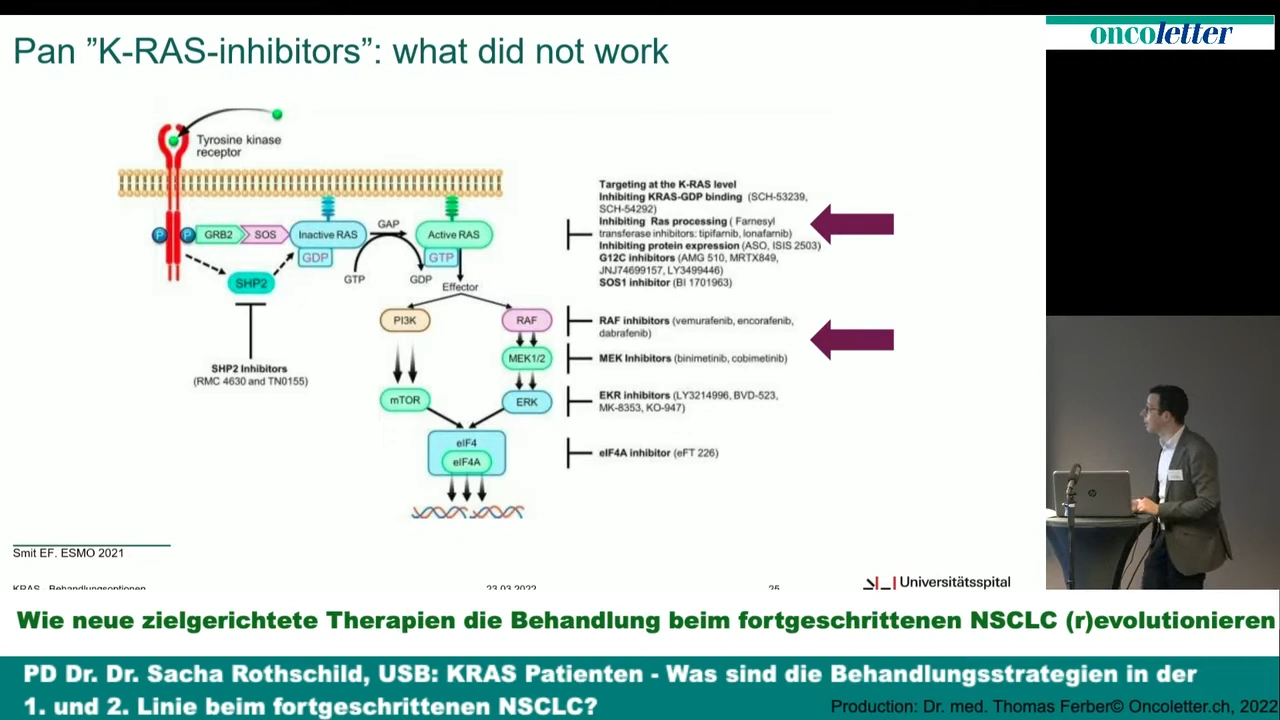 Pan ”K-RAS-inhibitors”: what did not work
oncoletter
Tyrosine kinase
receptor
P
P
GRB2
SOS
Inactive RAS
GDP
GAP
GTP
GDP
Active RAS
GTP
SHP2
Effector
SHP2 Inhibitors
(RMC 4630 and TN0155)
PI3K
RAF
MEK1/2
mTOR
ERK
eIF4
eIF4A
Targeting at the K-RAS level
Inhibiting KRAS-GDP binding (SCH-53239,
SCH-54292)
Inhibiting Ras processing ( Farnesyl
transferase inhibitors: tipifarnib, lonafarnib)
Inhibiting protein expression (ASO, ISIS 2503)
G12C inhibitors (AMG 510, MRTX849,
JNJ74699157, LY3499446)
SOS1 inhibitor (BI 1701963)
RAF inhibitors (vemurafenib, encorafenib,
dabrafenib)
MEK Inhibitors (binimetinib, cobimetinib)
EKR inhibitors (LY3214996, BVD-523,
MK-8353, KO-947)
eIF4A inhibitor (eFT 226)
Smit EF. ESMO 2021
KRAS - Behandlungsoptionen
23.03.2022
25
Universitätsspital
hp
Wie neue zielgerichtete Therapien die Behandlung beim fortgeschrittenen NSCLC (r)evolutionieren
PD Dr. Dr. Sacha Rothschild, USB: KRAS Patienten - Was sind die Behandlungsstrategien in der
1. und 2. Linie beim fortgeschrittenen NSCLC?
Production: Dr. med. Thomas Ferber© Oncoletter.ch, 2022